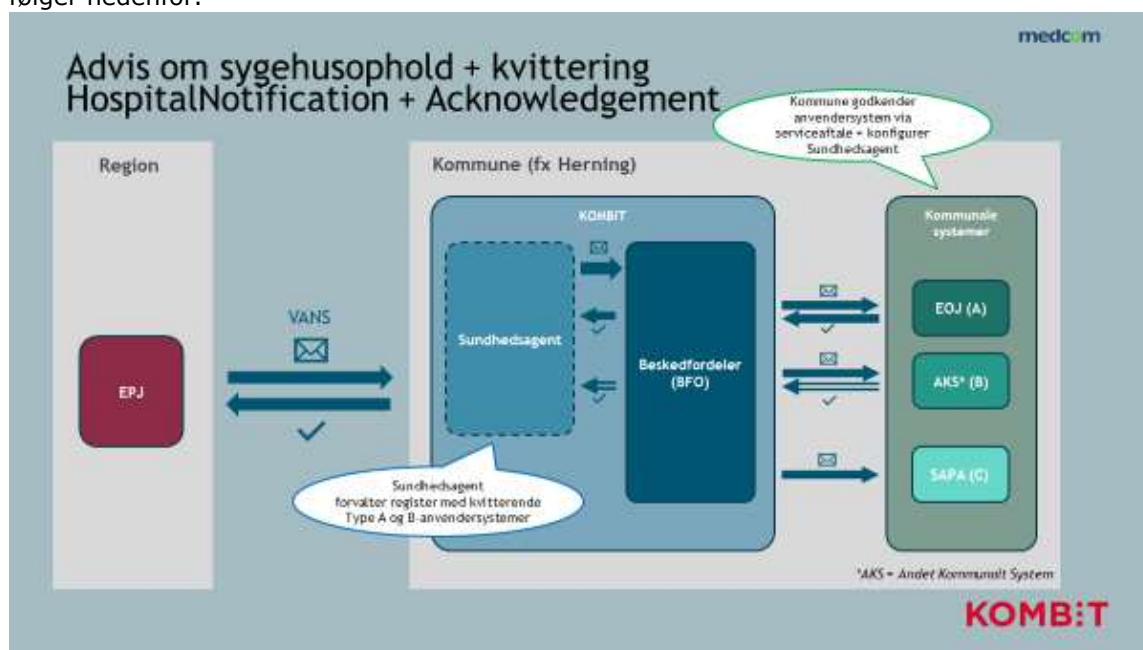 følger nedenfor:
medcom
Advis om sygehusophold + kvittering
HospitalNotification + Acknowledgement
Kommune godkender
anvendersystem via
serviceaftale + konfigurer
Sundhedsagent
Region
Kommune (fx Herning)
KOMBIT
Kommunale
systemer
VANS
EPJ
Sundhedsagent
Beskedfordeler
(BFO)
EOJ (A)
AKS* (B)
SAPA (C)
Sundhedsagent
forvalter register med kvitterende
Type A og B-anvendersystemer
*AKS = Andet Kommunalt System
KOMB:T